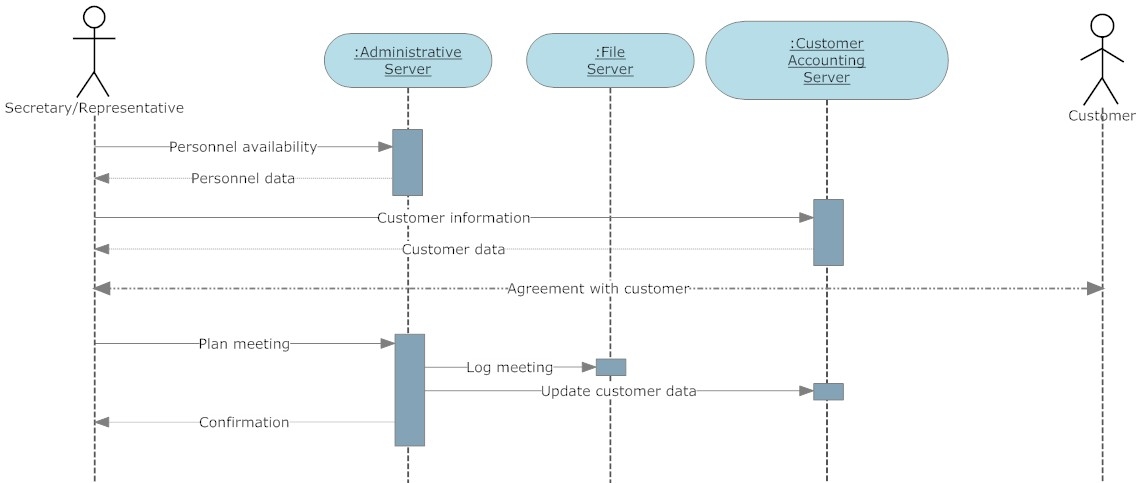 :Administrative
Server
:File
Server
:Customer
Accounting
Server
Secretary/Representative
Customer
Personnel availability
Personnel data
Customer information
Customer data
Agreement with customer
Plan meeting
Log meeting
Update customer data
Confirmation